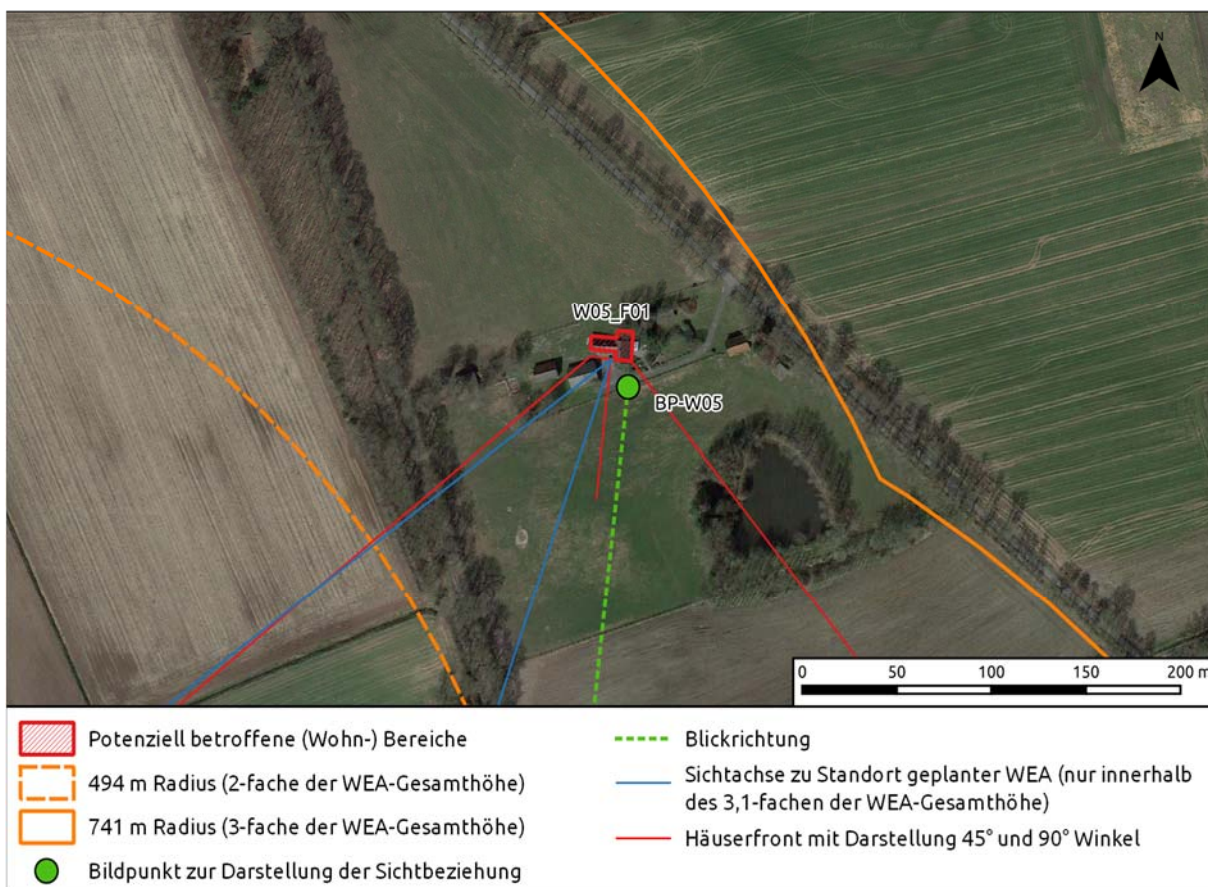 N
W05_F01
BP-W05
0 50 100 150 200 m
Potenziell betroffene (Wohn-) Bereiche
494 m Radius (2-fache der WEA-Gesamthöhe)
741 m Radius (3-fache der WEA-Gesamthöhe)
Bildpunkt zur Darstellung der Sichtbeziehung
Blickrichtung
Sichtachse zu Standort geplanter WEA (nur innerhalb
des 3,1-fachen der WEA-Gesamthöhe)
Häuserfront mit Darstellung 45° und 90° Winkel